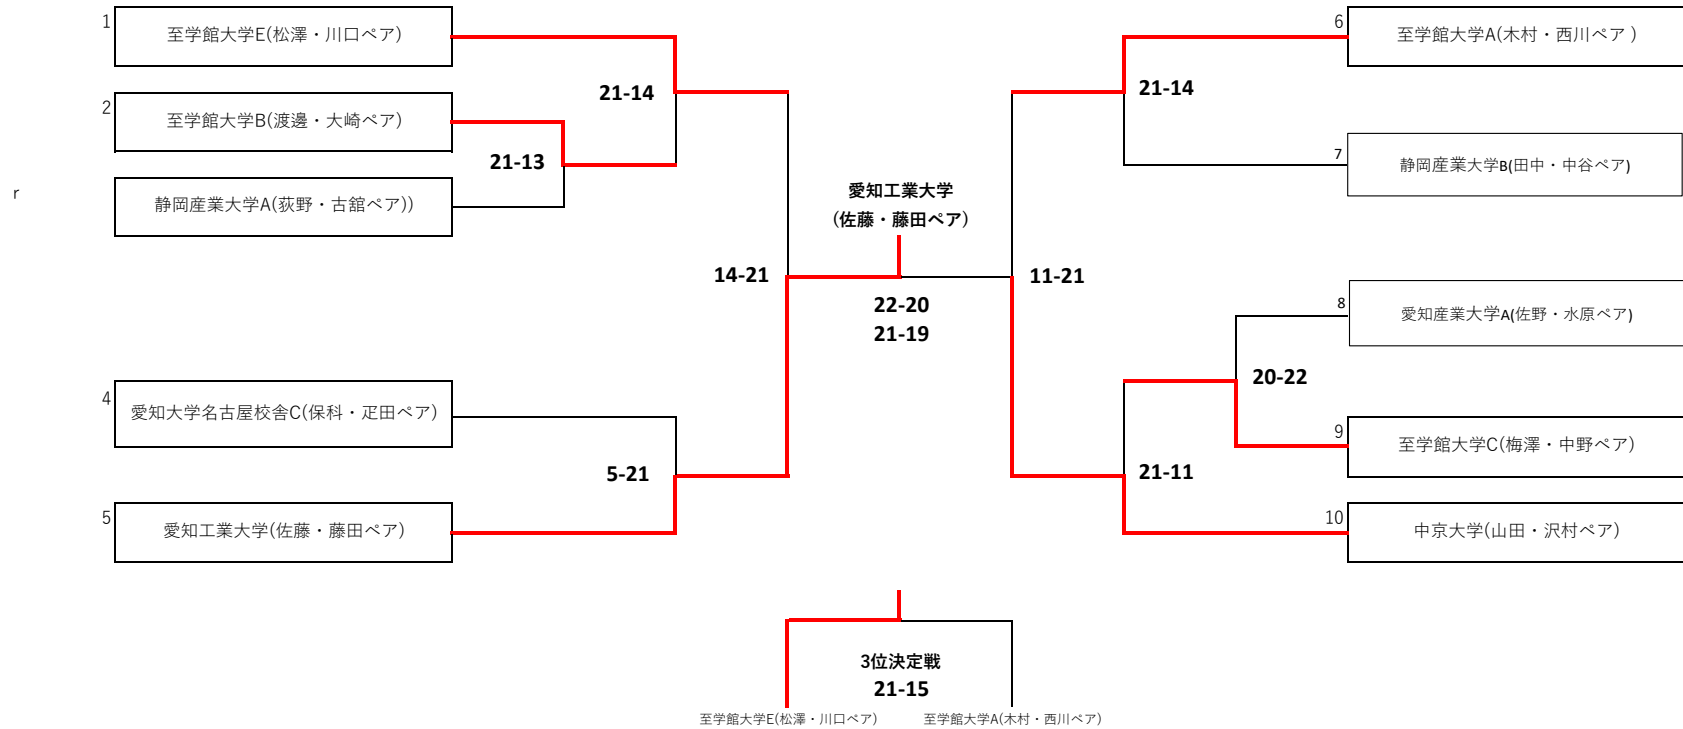 1
至学館大学E(松澤・川口ペア)
21-14
2
至学館大学B(渡邊・大崎ペア)
21-13
静岡産業大学A(荻野・古舘ペア))
r
4
愛知大学名古屋校舎C(保科・疋田ペア)
5-21
5
愛知工業大学(佐藤・藤田ペア)
14-21
愛知工業大学
(佐藤・藤田ペア)
22-20
21-19
6
至学館大学A(木村・西川ペア )
21-14
7
静岡産業大学B(田中・中谷ペア)
11-21
8
愛知産業大学A(佐野・水原ペア)
20-22
9
至学館大学C(梅澤・中野ペア)
21-11
10
中京大学(山田・沢村ペア)
3位決定戦
21-15
至学館大学E(松澤・川口ペア)
至学館大学A(木村・西川ペア)